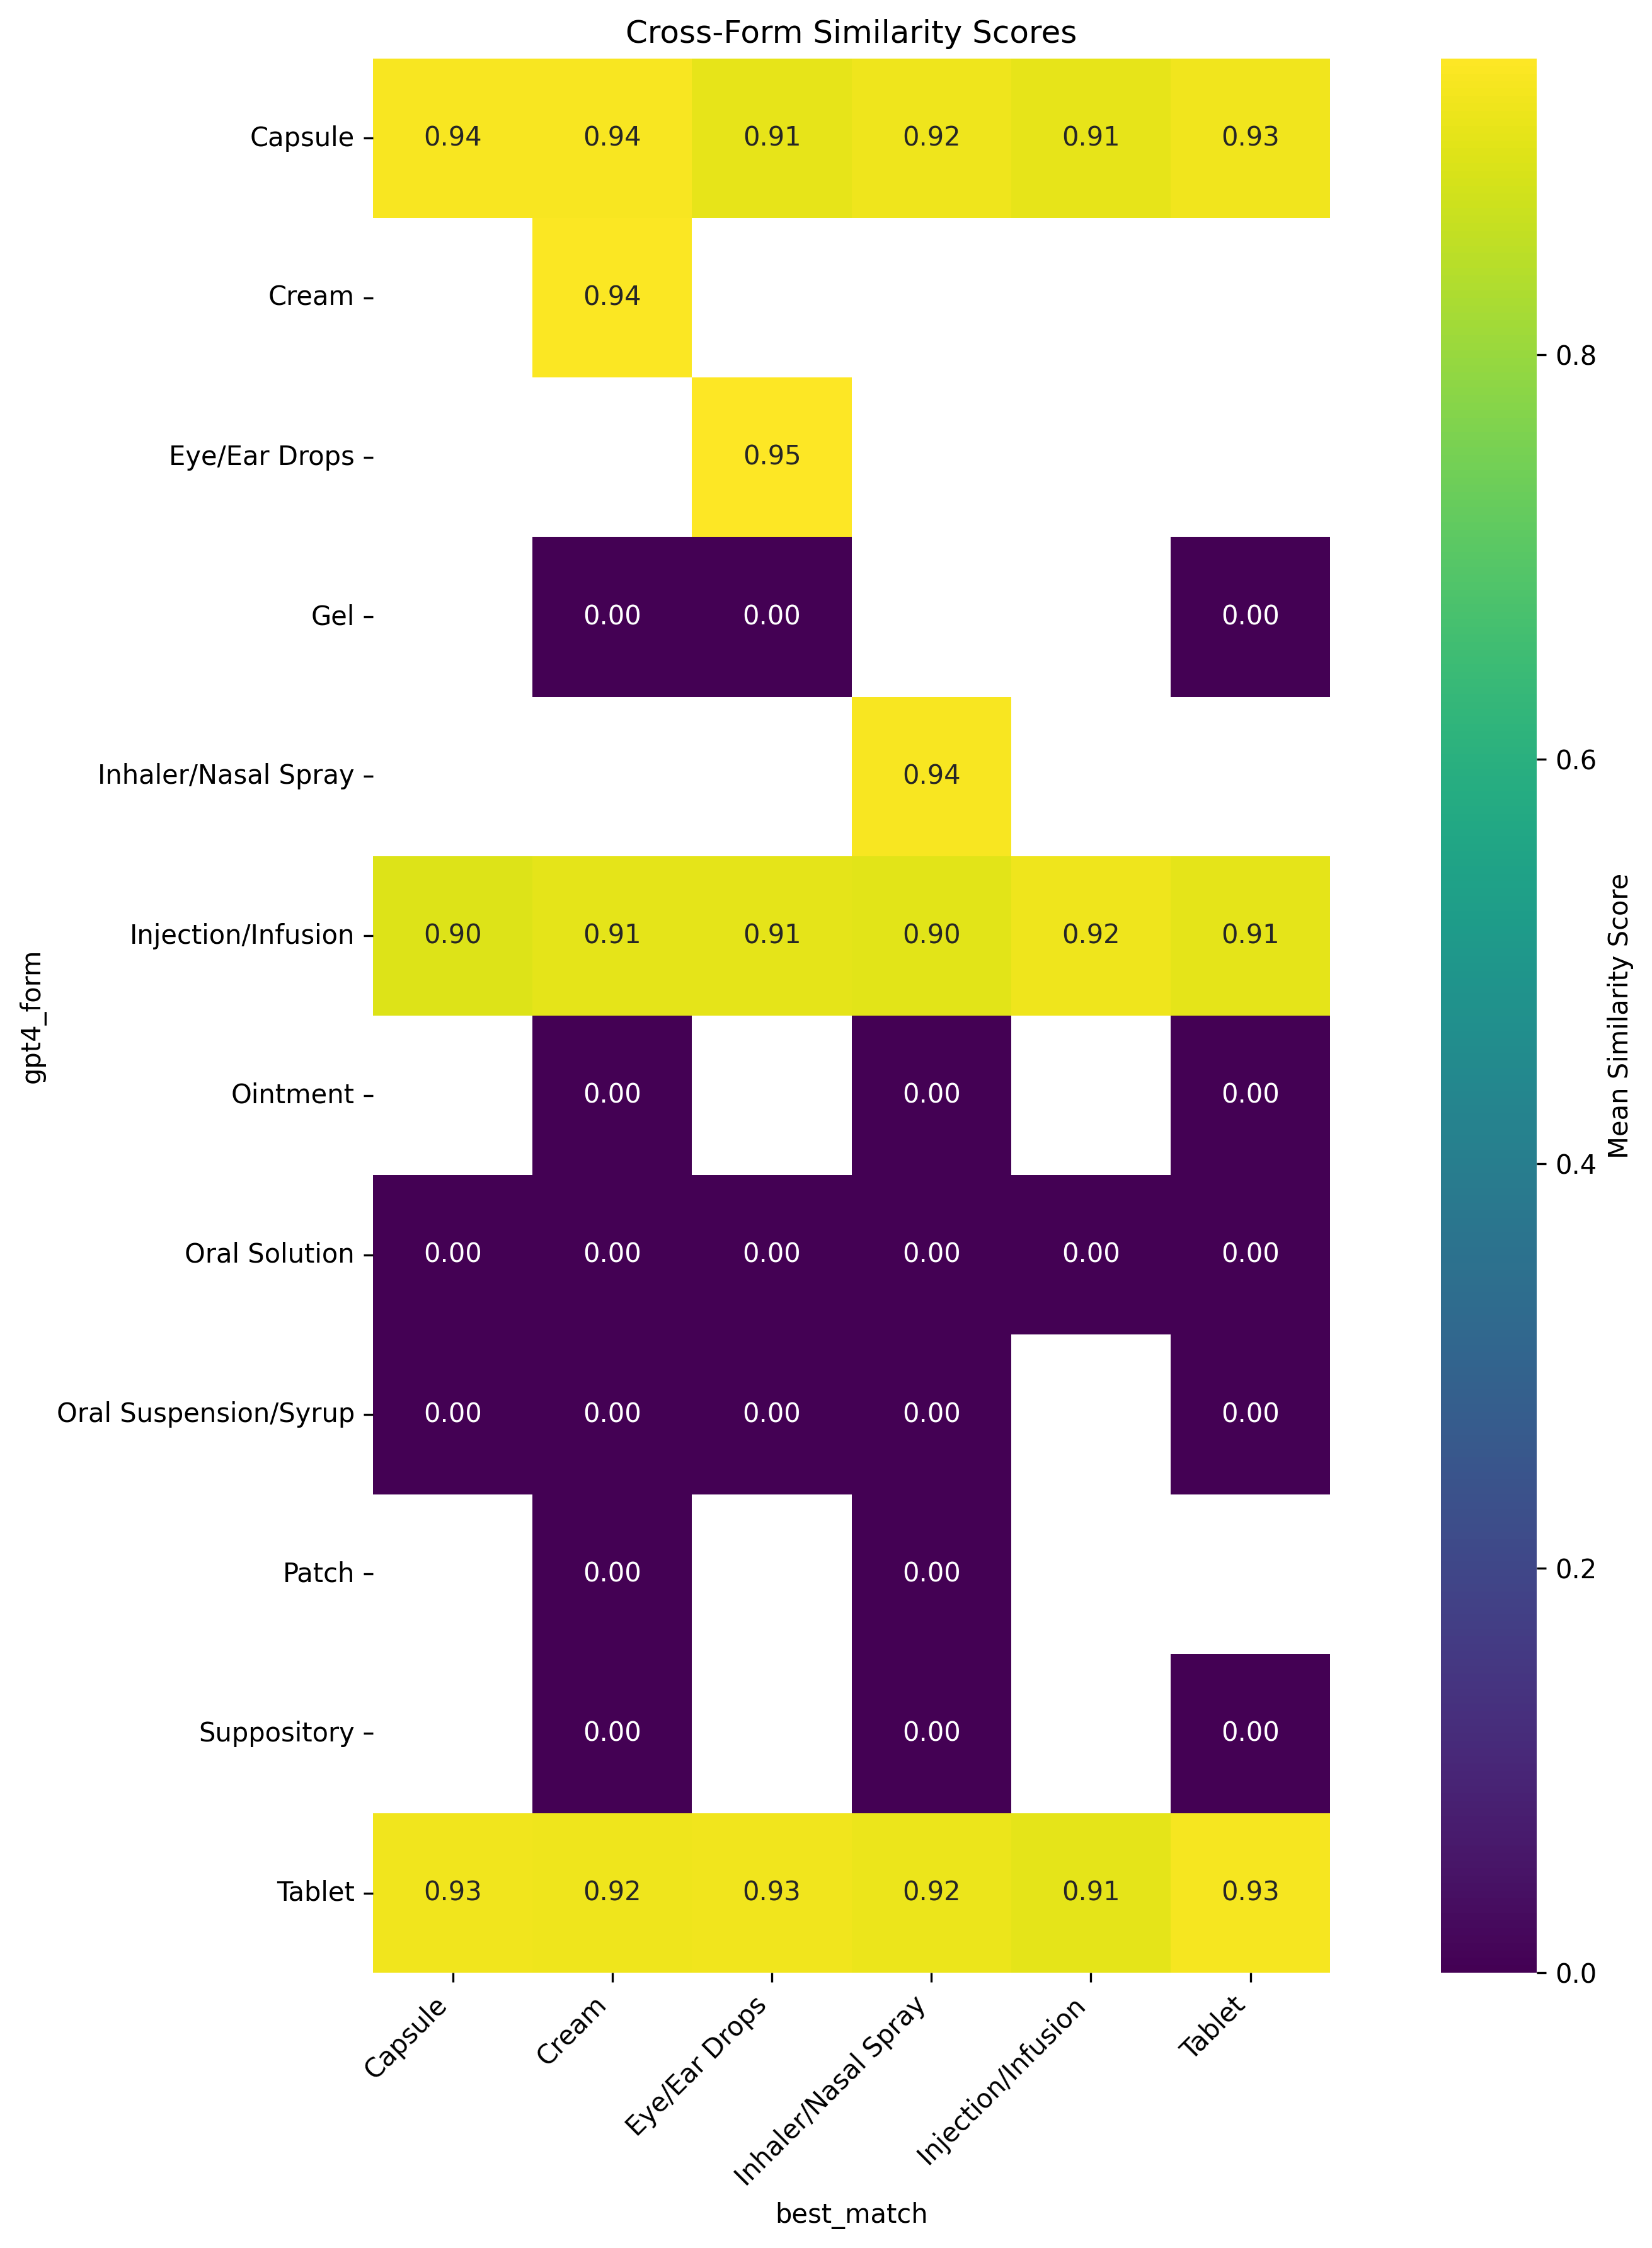 Cross-Form Similarity Scores
Capsule 0.94 0.94 0.91 0.92 0.91 0.93
Cream 0.94
Eye/Ear Drops 0.95
Gel 0.00 0.00 0.00
Inhaler/Nasal Spray 0.94
Injection/Infusion 0.90 0.91 0.91 0.90 0.92 0.91
Ointment 0.00 0.00 0.00
Oral Solution 0.00 0.00 0.00 0.00 0.00 0.00
Oral Suspension/Syrup 0.00 0.00 0.00 0.00 0.00
Patch 0.00 0.00
Suppository 0.00 0.00 0.00
Tablet 0.93 0.92 0.93 0.92 0.91 0.93
gpt4_form
Capsule
Cream
Eye/Ear Drops
Inhaler/Nasal Spray
Injection/Infusion
Tablet
best_match
0.8
0.6
0.4
0.2
0.0
Mean Similarity Score